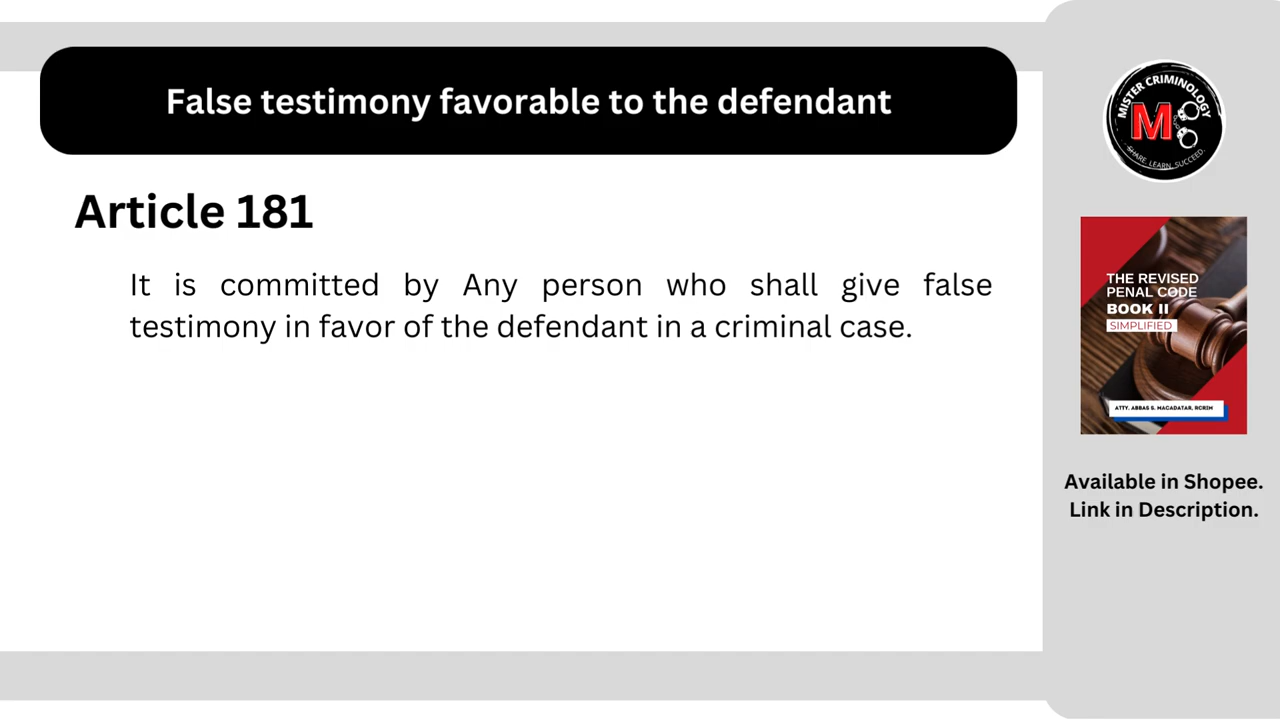 False testimony favorable to the defendant
Article 181
It is committed by Any person who shall give false
testimony in favor of the defendant in a criminal case.
MISTER CRIMINOLOGY
M
SHARE. LEARN. SUCCEED.
THE REVISED
PENAL CODE
BOOK II
SIMPLIFIED
ATTY. ABBAS S. MACADATAR, RCRIM
Available in Shopee.
Link in Description.